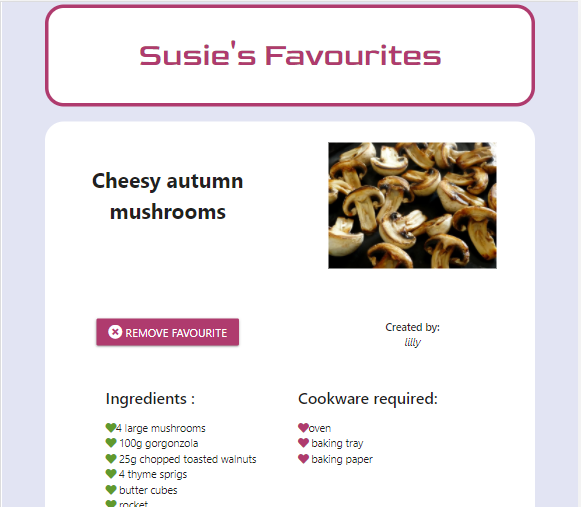 Susie's Favourites
Cheesy autumn
mushrooms
REMOVE FAVOURITE
Created by:
lilly
Ingredients :
4 large mushrooms
100g gorgonzola
25g chopped toasted walnuts
4 thyme sprigs
butter cubes
rocket
Cookware required:
oven
baking tray
baking paper